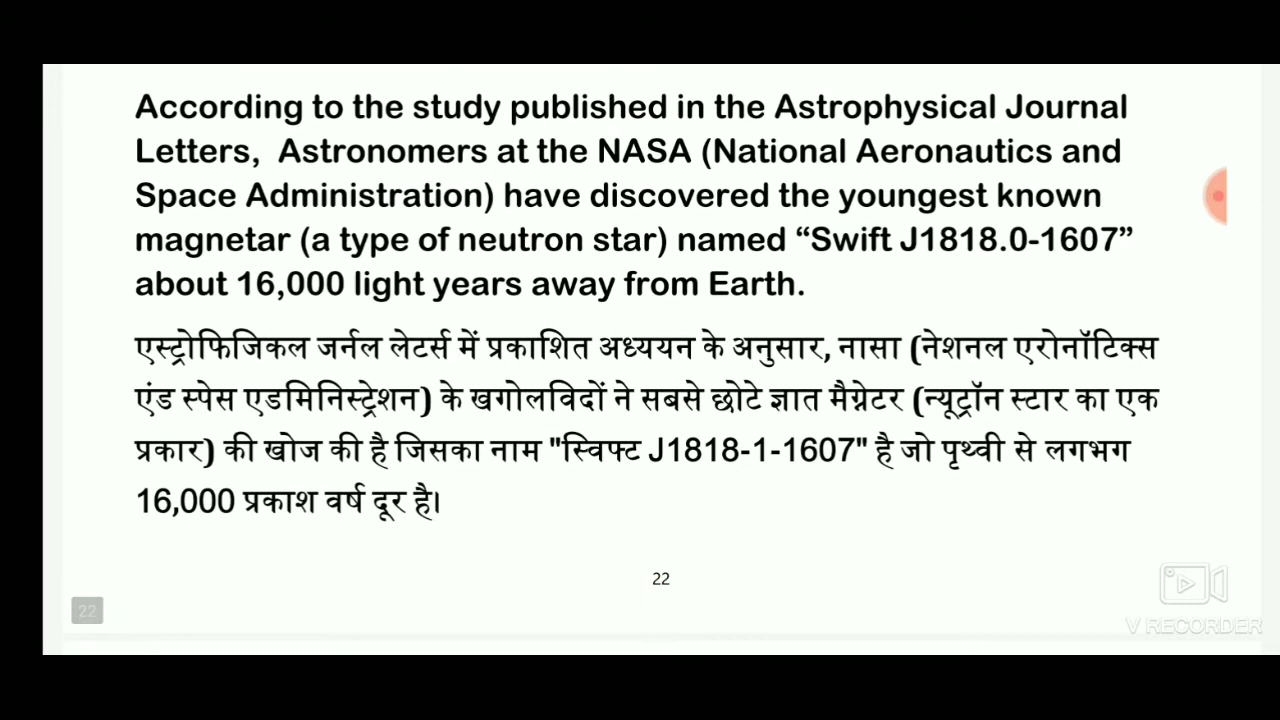 According to the study published in the Astrophysical Journal
Letters, Astronomers at the NASA (National Aeronautics and
Space Administration) have discovered the youngest known
magnetar (a type of neutron star) named “Swift J1818.0-1607”
about 16,000 light years away from Earth.
एस्ट्रोफिजिकल जर्नल लेटर्स में प्रकाशित अध्ययन के अनुसार, नासा (नेशनल एरोनॉटिक्स
एंड स्पेस एडमिनिस्ट्रेशन) के खगोलविदों ने सबसे छोटे ज्ञात मैग्नेटर (न्यूट्रॉन स्टार का एक
प्रकार) की खोज की है जिसका नाम "स्विफ्ट J1818-1-1607" है जो पृथ्वी से लगभग
16,000 प्रकाश वर्ष दूर है।
22
22
V RECORDER